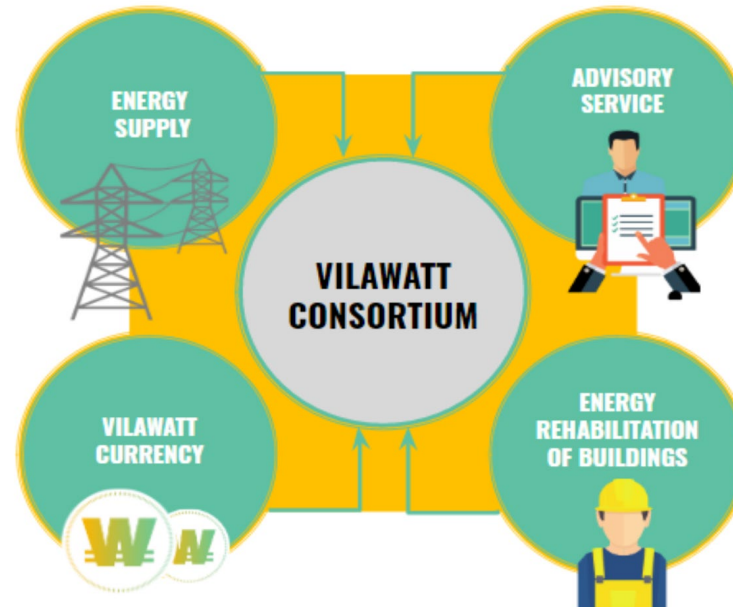 ENERGY
SUPPLY
ADVISORY
SERVICE
VILAWATT
CONSORTIUM
VILAWATT
CURRENCY
ENERGY
REHABILITATION
OF BUILDINGS
W
W